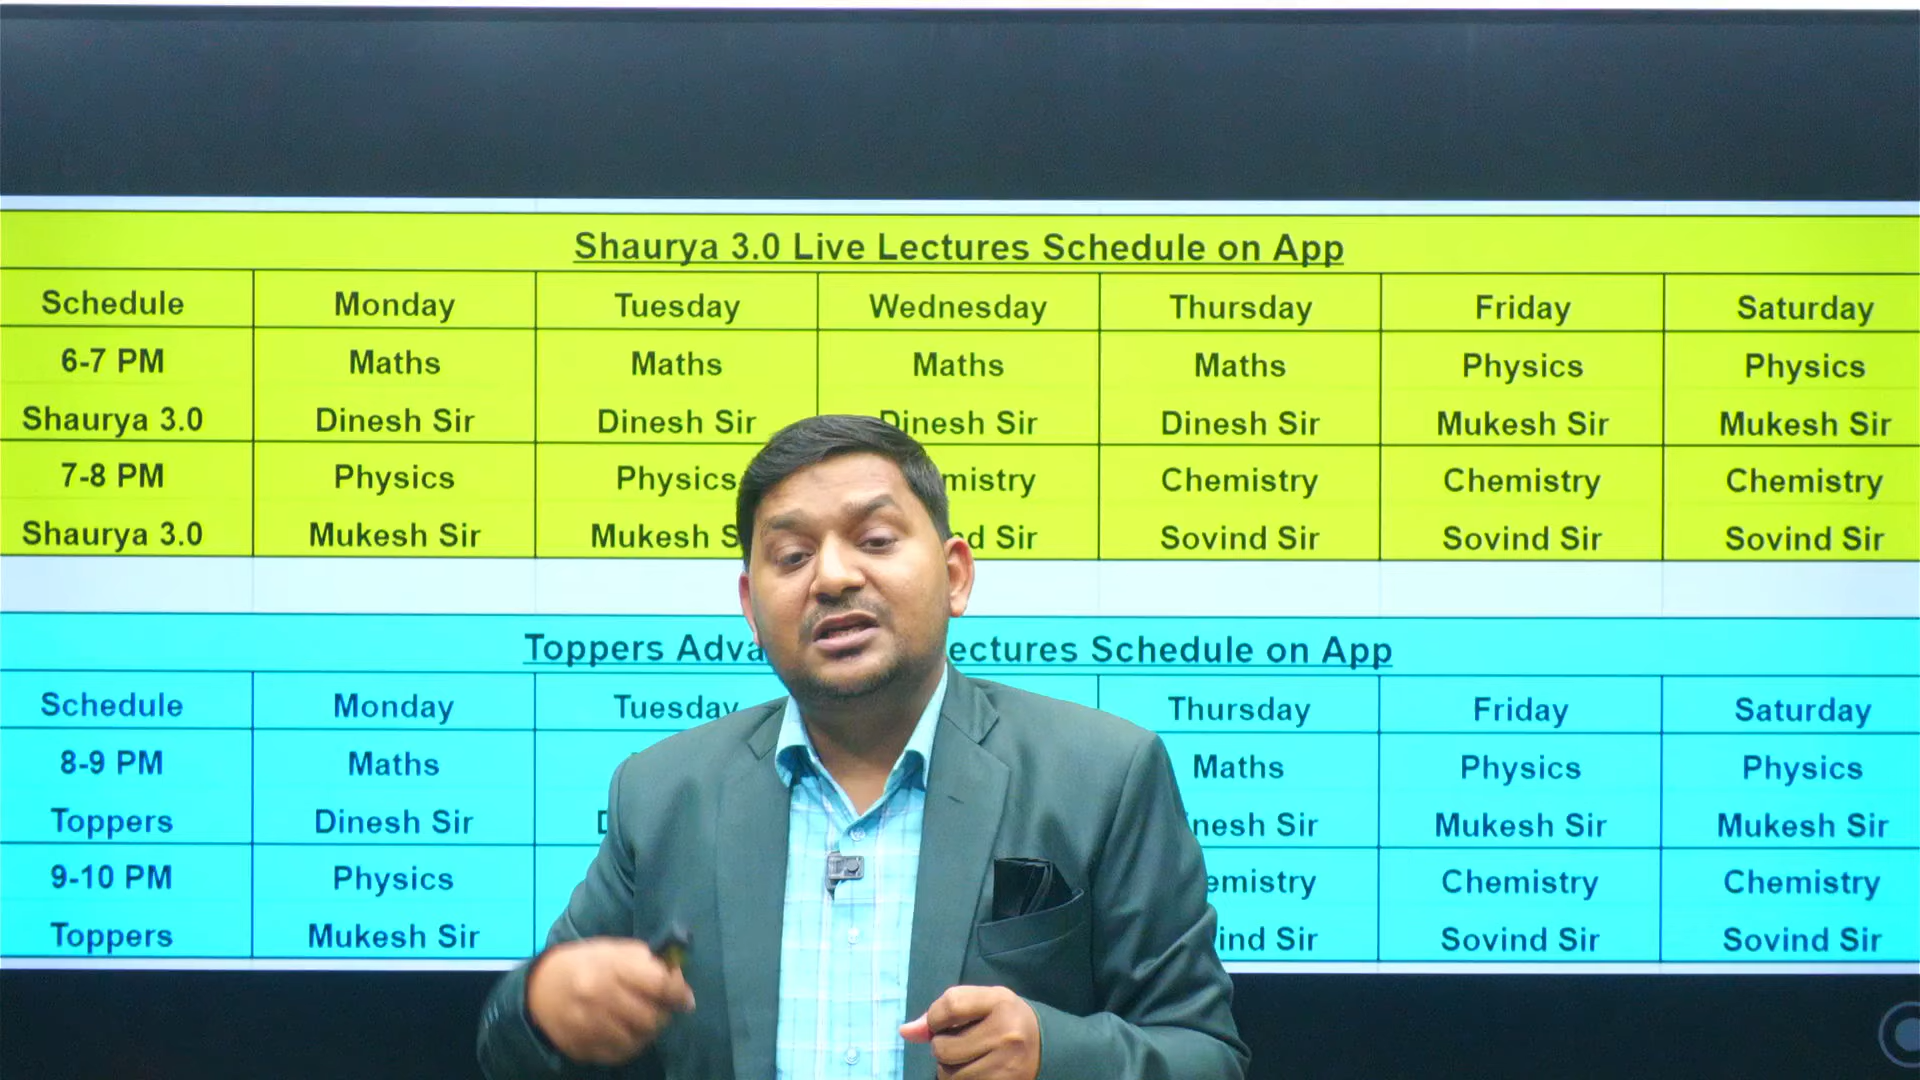 Shaurya 3.0 Live Lectures Schedule on App
Schedule Monday Tuesday Wednesday Thursday Friday Saturday
6-7 PM Maths Maths Maths Maths Physics Physics
Shaurya 3.0 Dinesh Sir Dinesh Sir Dinesh Sir Dinesh Sir Mukesh Sir Mukesh Sir
7-8 PM Physics Physics Chemistry Chemistry Chemistry
Shaurya 3.0 Mukesh Sir Mukesh Sir Sovind Sir Sovind Sir Sovind Sir
Toppers Schedule on App
Schedule Monday Tuesday Thursday Friday Saturday
8-9 PM Maths Maths Physics Physics
Toppers Dinesh Sir Sir Mukesh Sir Mukesh Sir
9-10 PM Physics Chemistry Chemistry
Toppers Mukesh Sir Sir Sovind Sir Sovind Sir